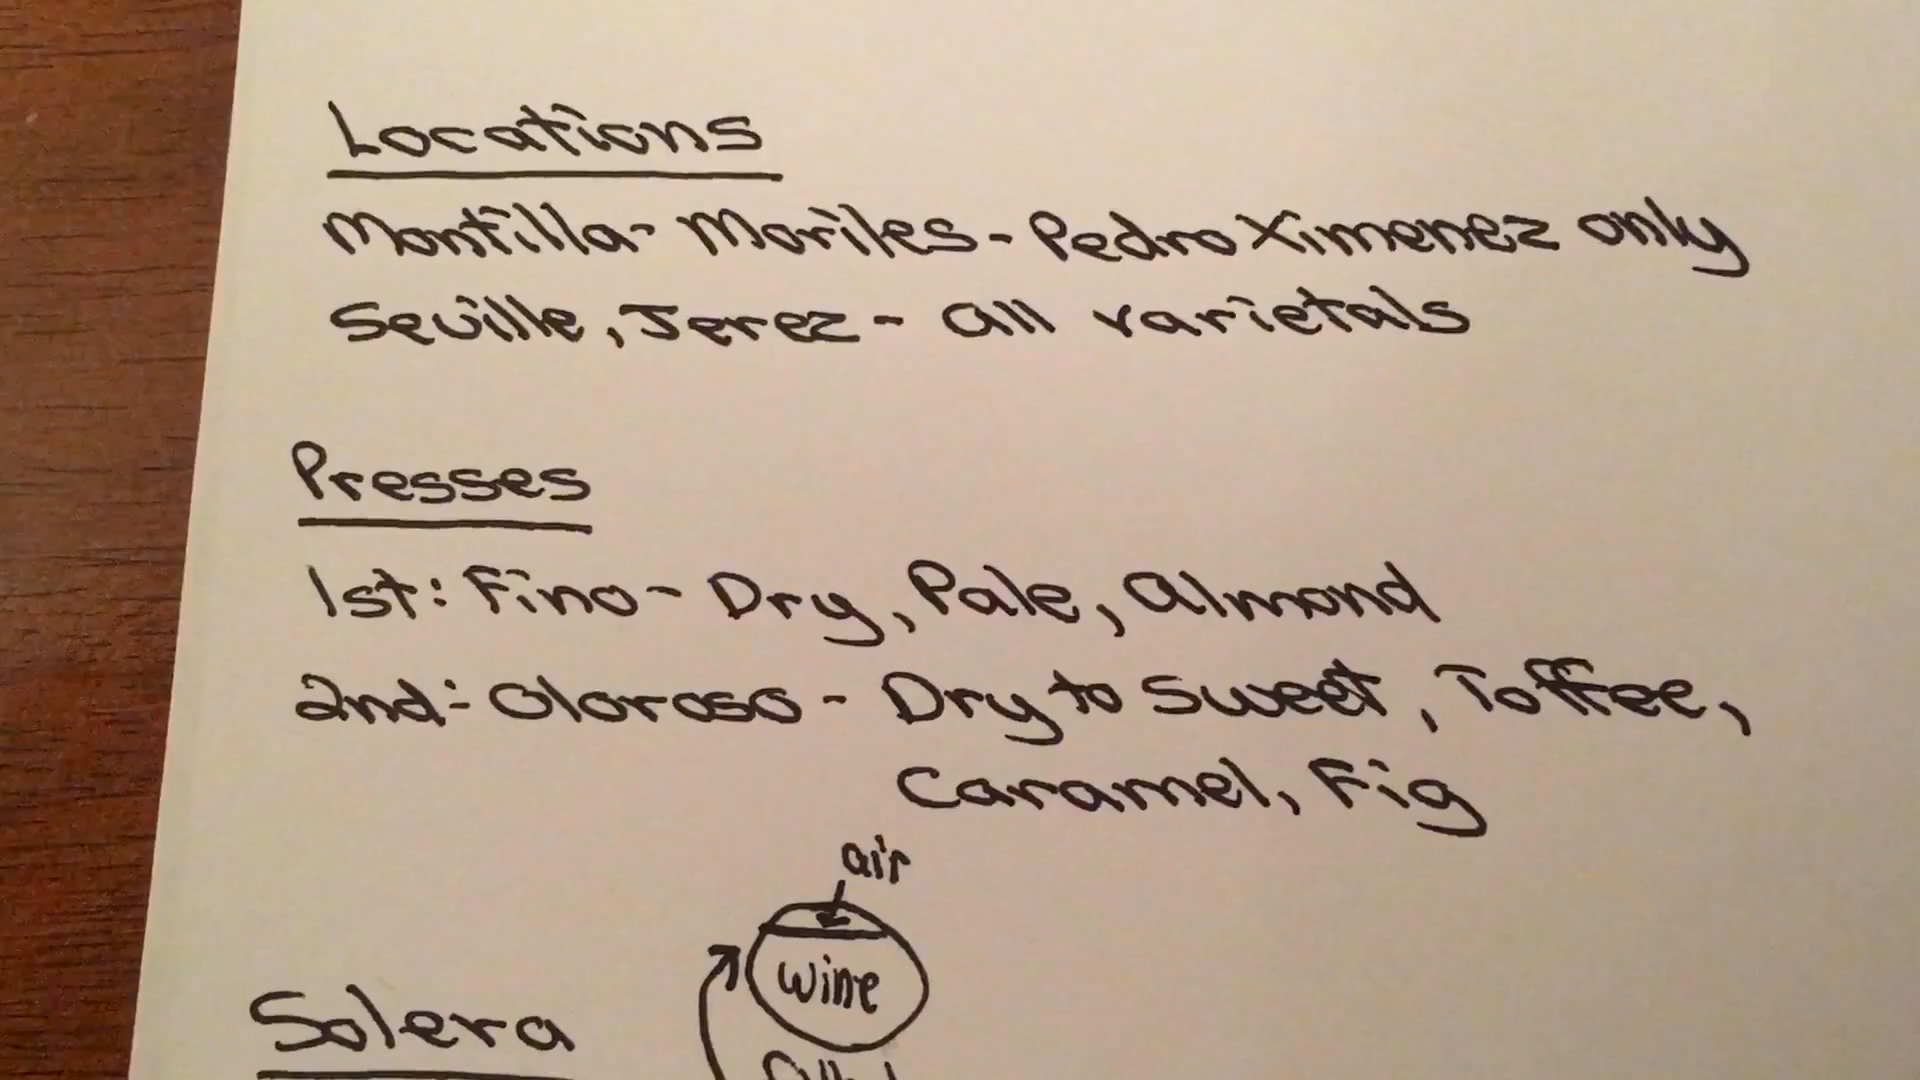 Locations
Montilla-Moriles-Pedro Ximenez only
Seville, Jerez - all varietals
Presses
1st: Fino - Dry, Pale, Almond
2nd: Oloroso - Dry to Sweet, Toffee,
Caramel, Fig
air
wine
Solera